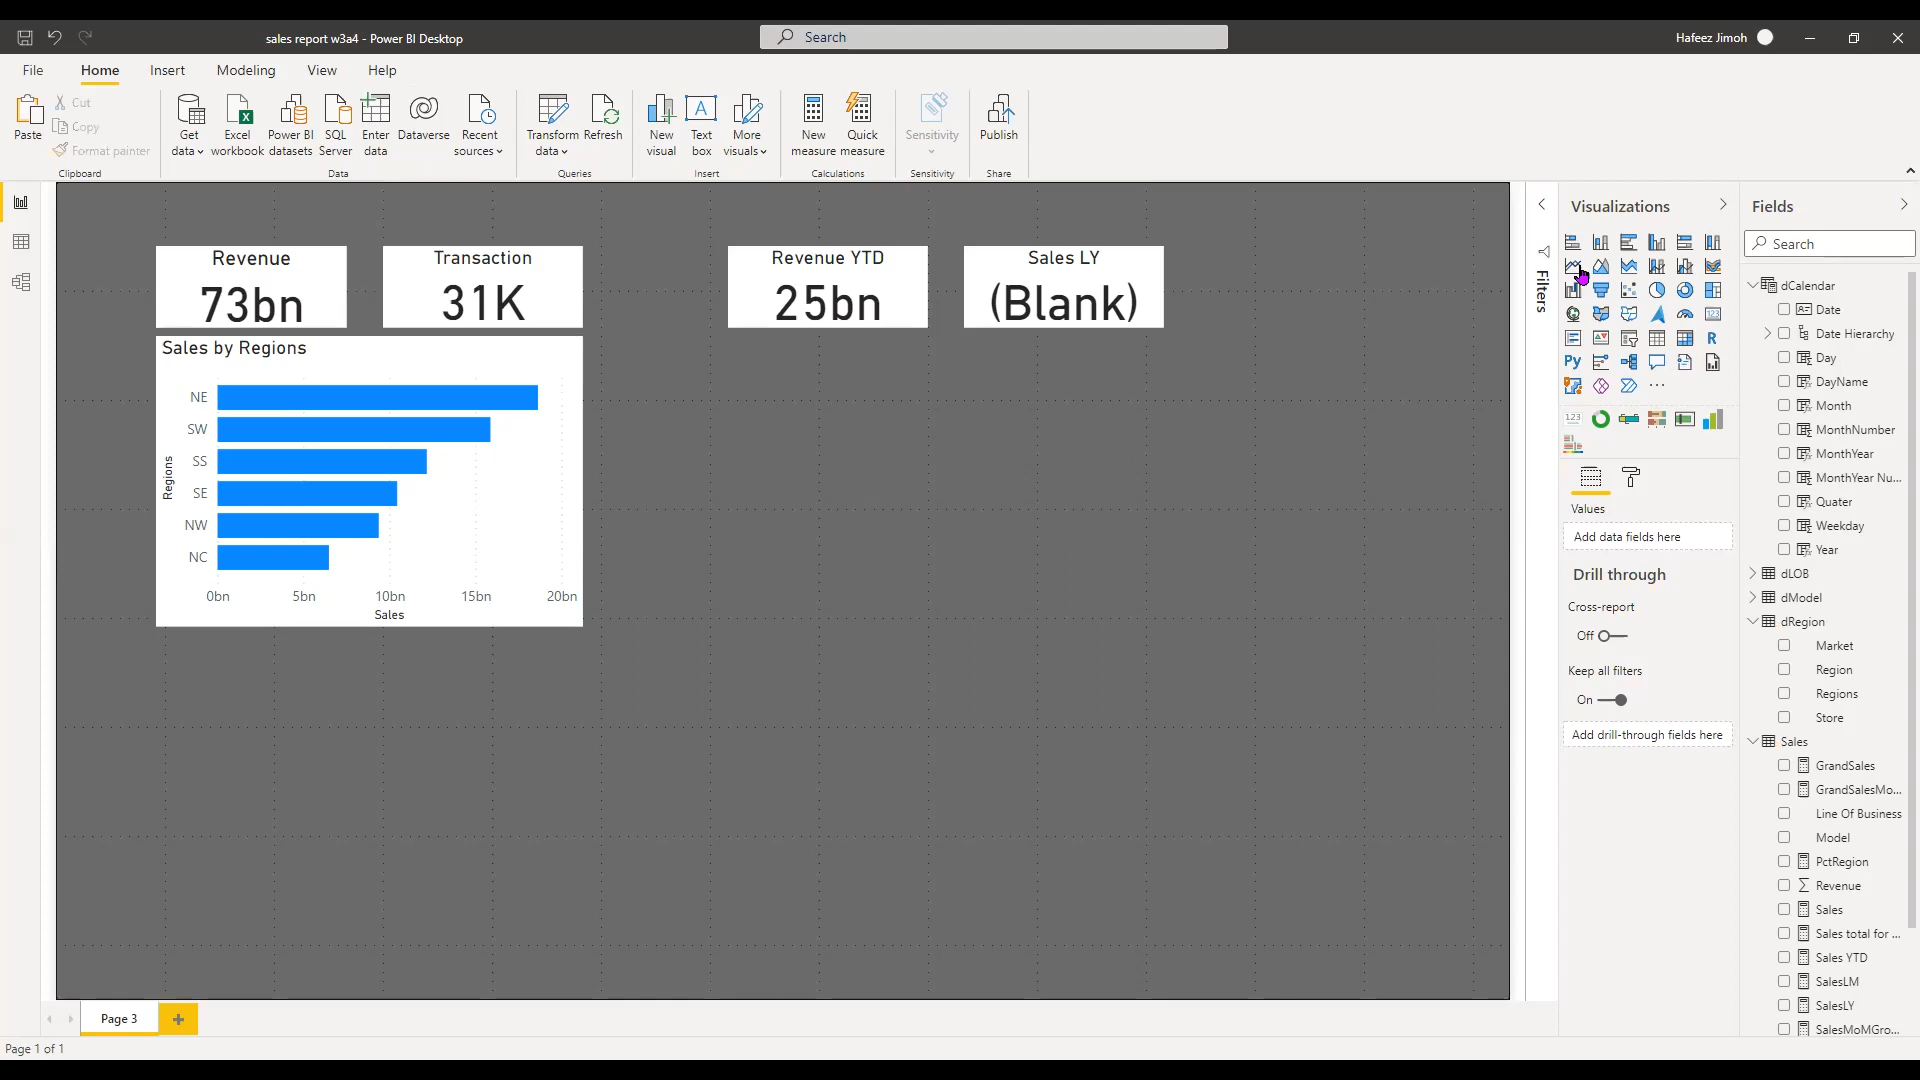 sales report w3a4 - Power BI Desktop
Search
Hafeez Jimoh
File
Home
Insert
Modeling
View
Help
Paste
Cut
Copy
Format painter
Clipboard
Get data
Excel workbook
Power BI datasets
SQL Server
Enter data
Dataverse
Recent sources
Data
Transform data
Refresh
Queries
New visual
Text box
More visuals
Insert
New measure
Quick measure
Calculations
Sensitivity
Sensitivity
Publish
Share
Revenue
73bn
Transaction
31K
Revenue YTD
25bn
Sales LY
(Blank)
Sales by Regions
Regions
NE
SW
SS
SE
NW
NC
0bn
5bn
10bn
15bn
20bn
Sales
Filters
Visualizations
123
R
Py
123
Values
Add data fields here
Drill through
Cross-report
Off
Keep all filters
On
Add drill-through fields here
Fields
Search
dCalendar
Date
Date Hierarchy
Day
DayName
Month
MonthNumber
MonthYear
MonthYear Nu...
Quater
Weekday
Year
dLOB
dModel
dRegion
Market
Region
Regions
Store
Sales
GrandSales
GrandSalesMo...
Line Of Business
Model
PctRegion
Revenue
Sales
Sales total for ...
Sales YTD
SalesLM
SalesLY
SalesMoMGro...
Page 3
Page 1 of 1